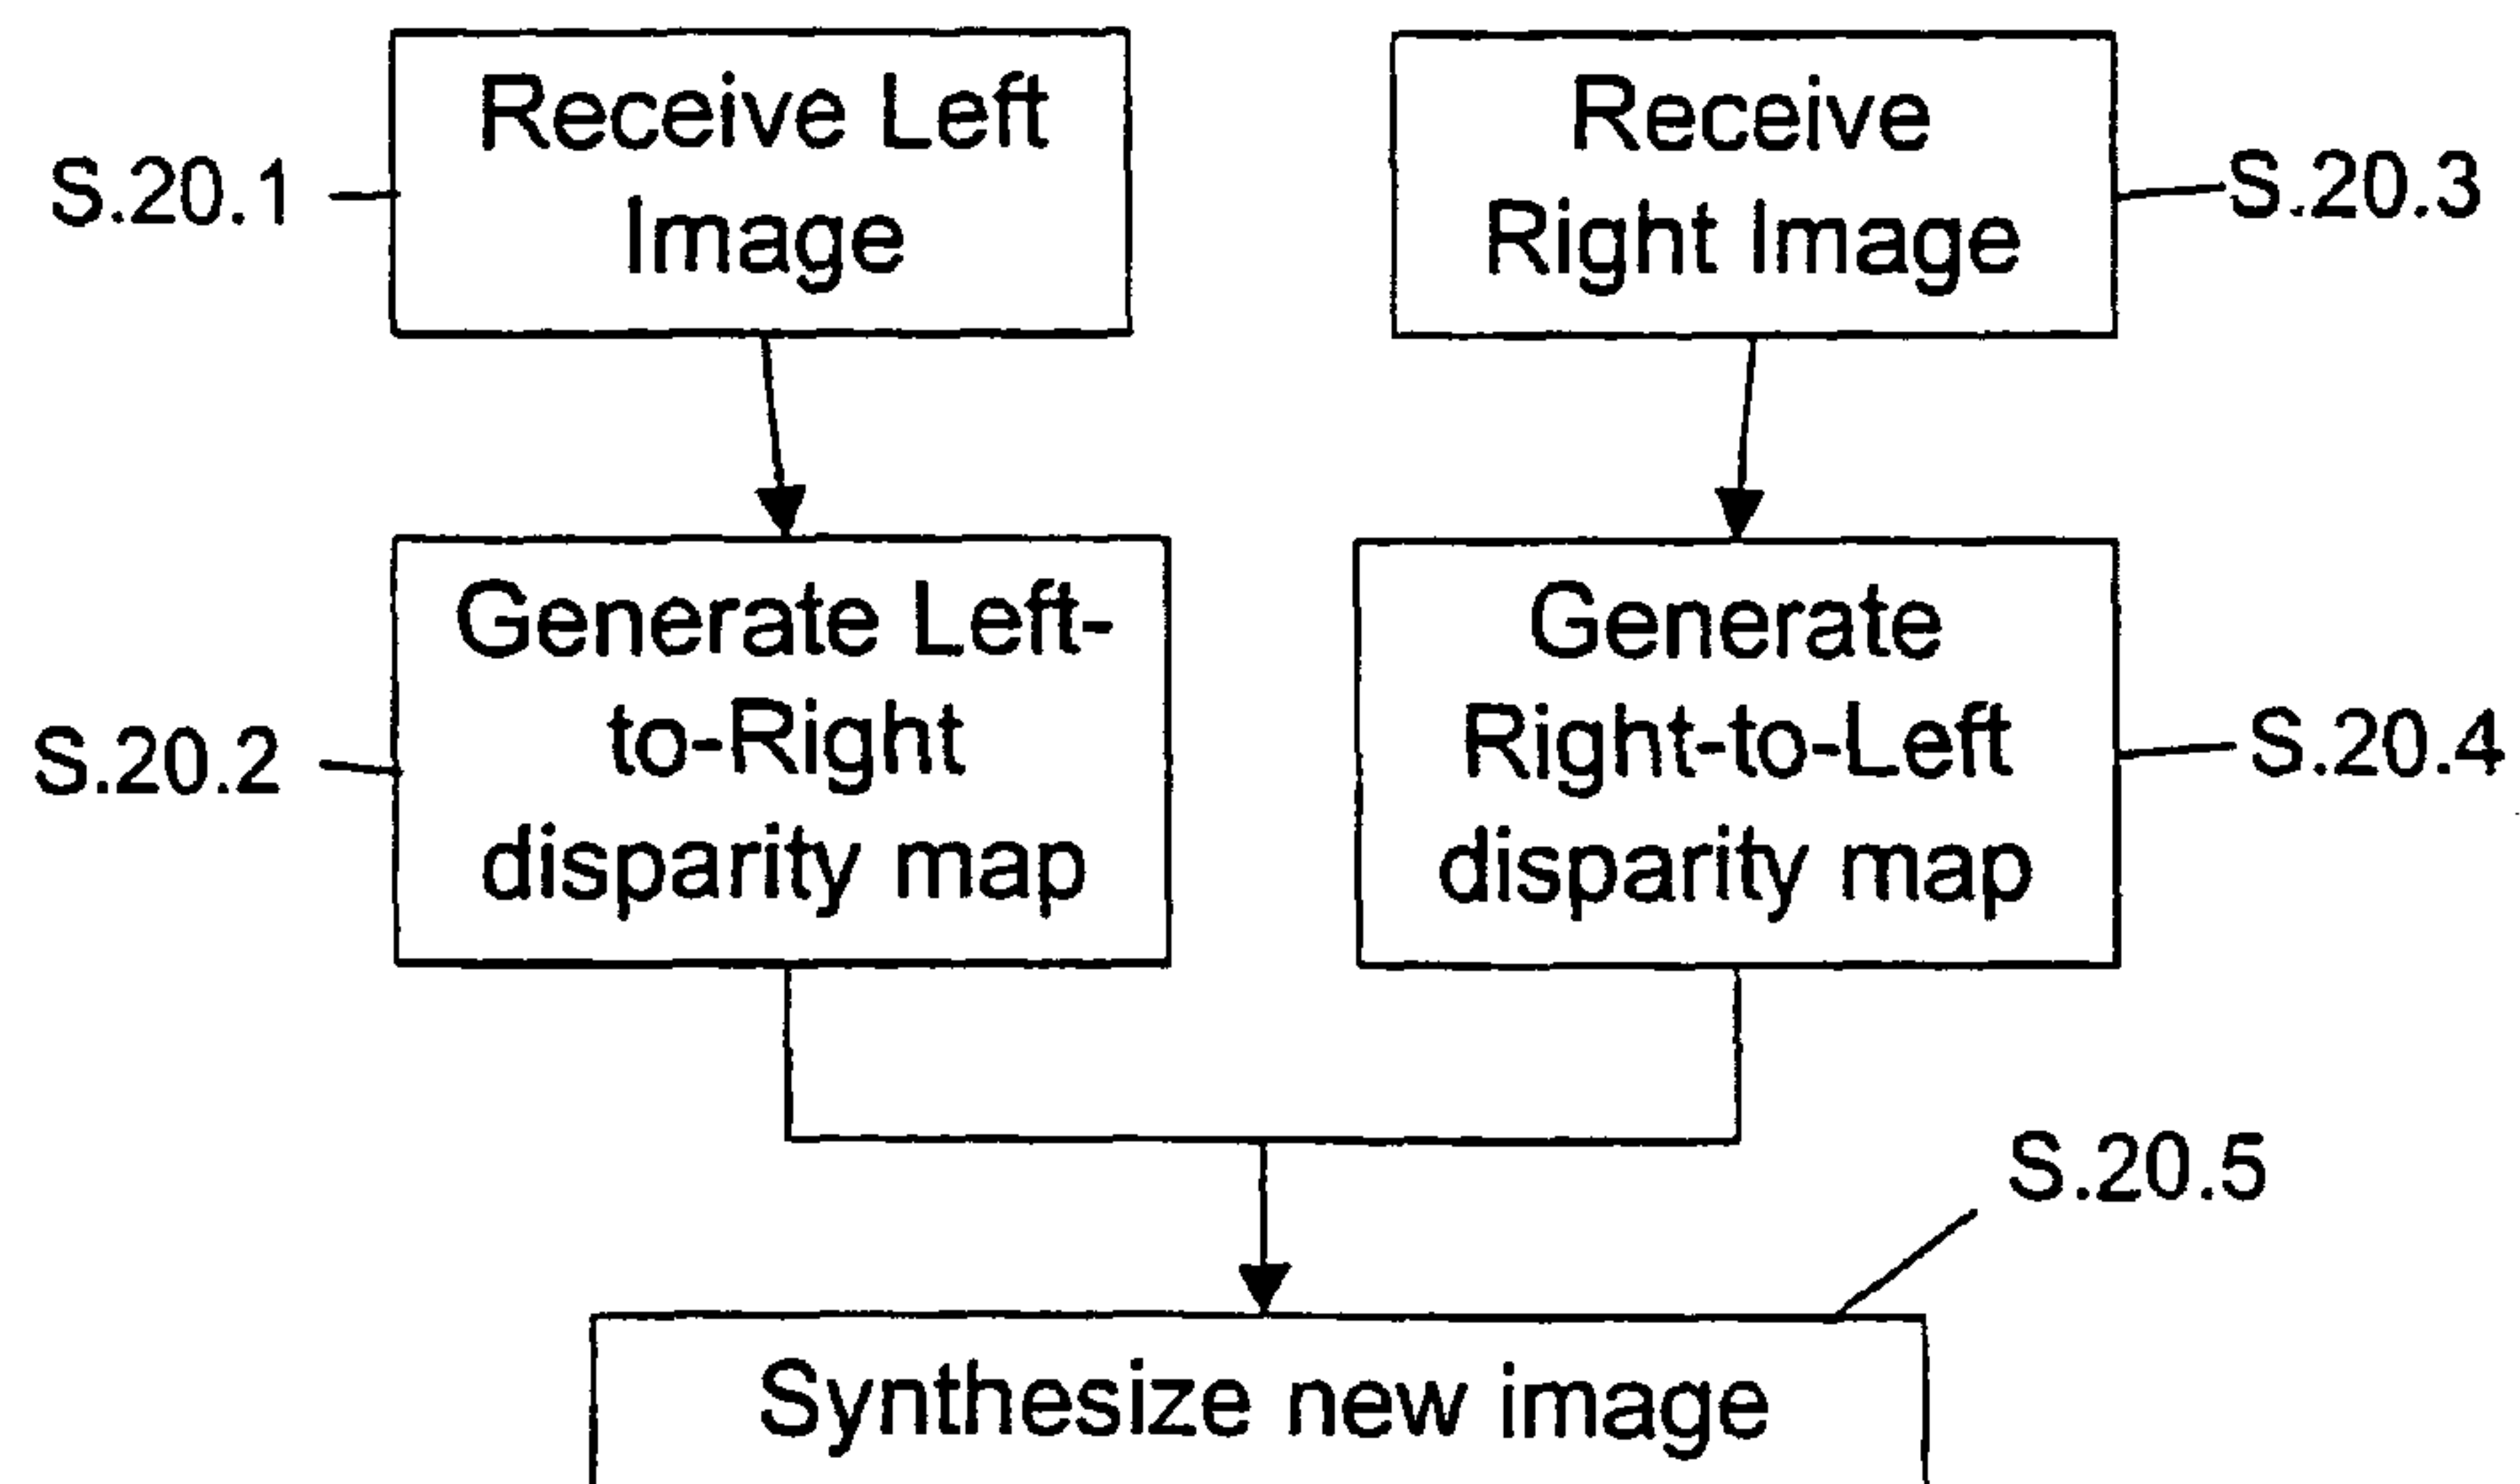 Receive Left
Image
S.20.1
Receive
Right Image
S.20.3
Generate Left-
to-Right
disparity map
S.20.2
Generate
Right-to-Left
disparity map
S.20.4
S.20.5
Synthesize new image